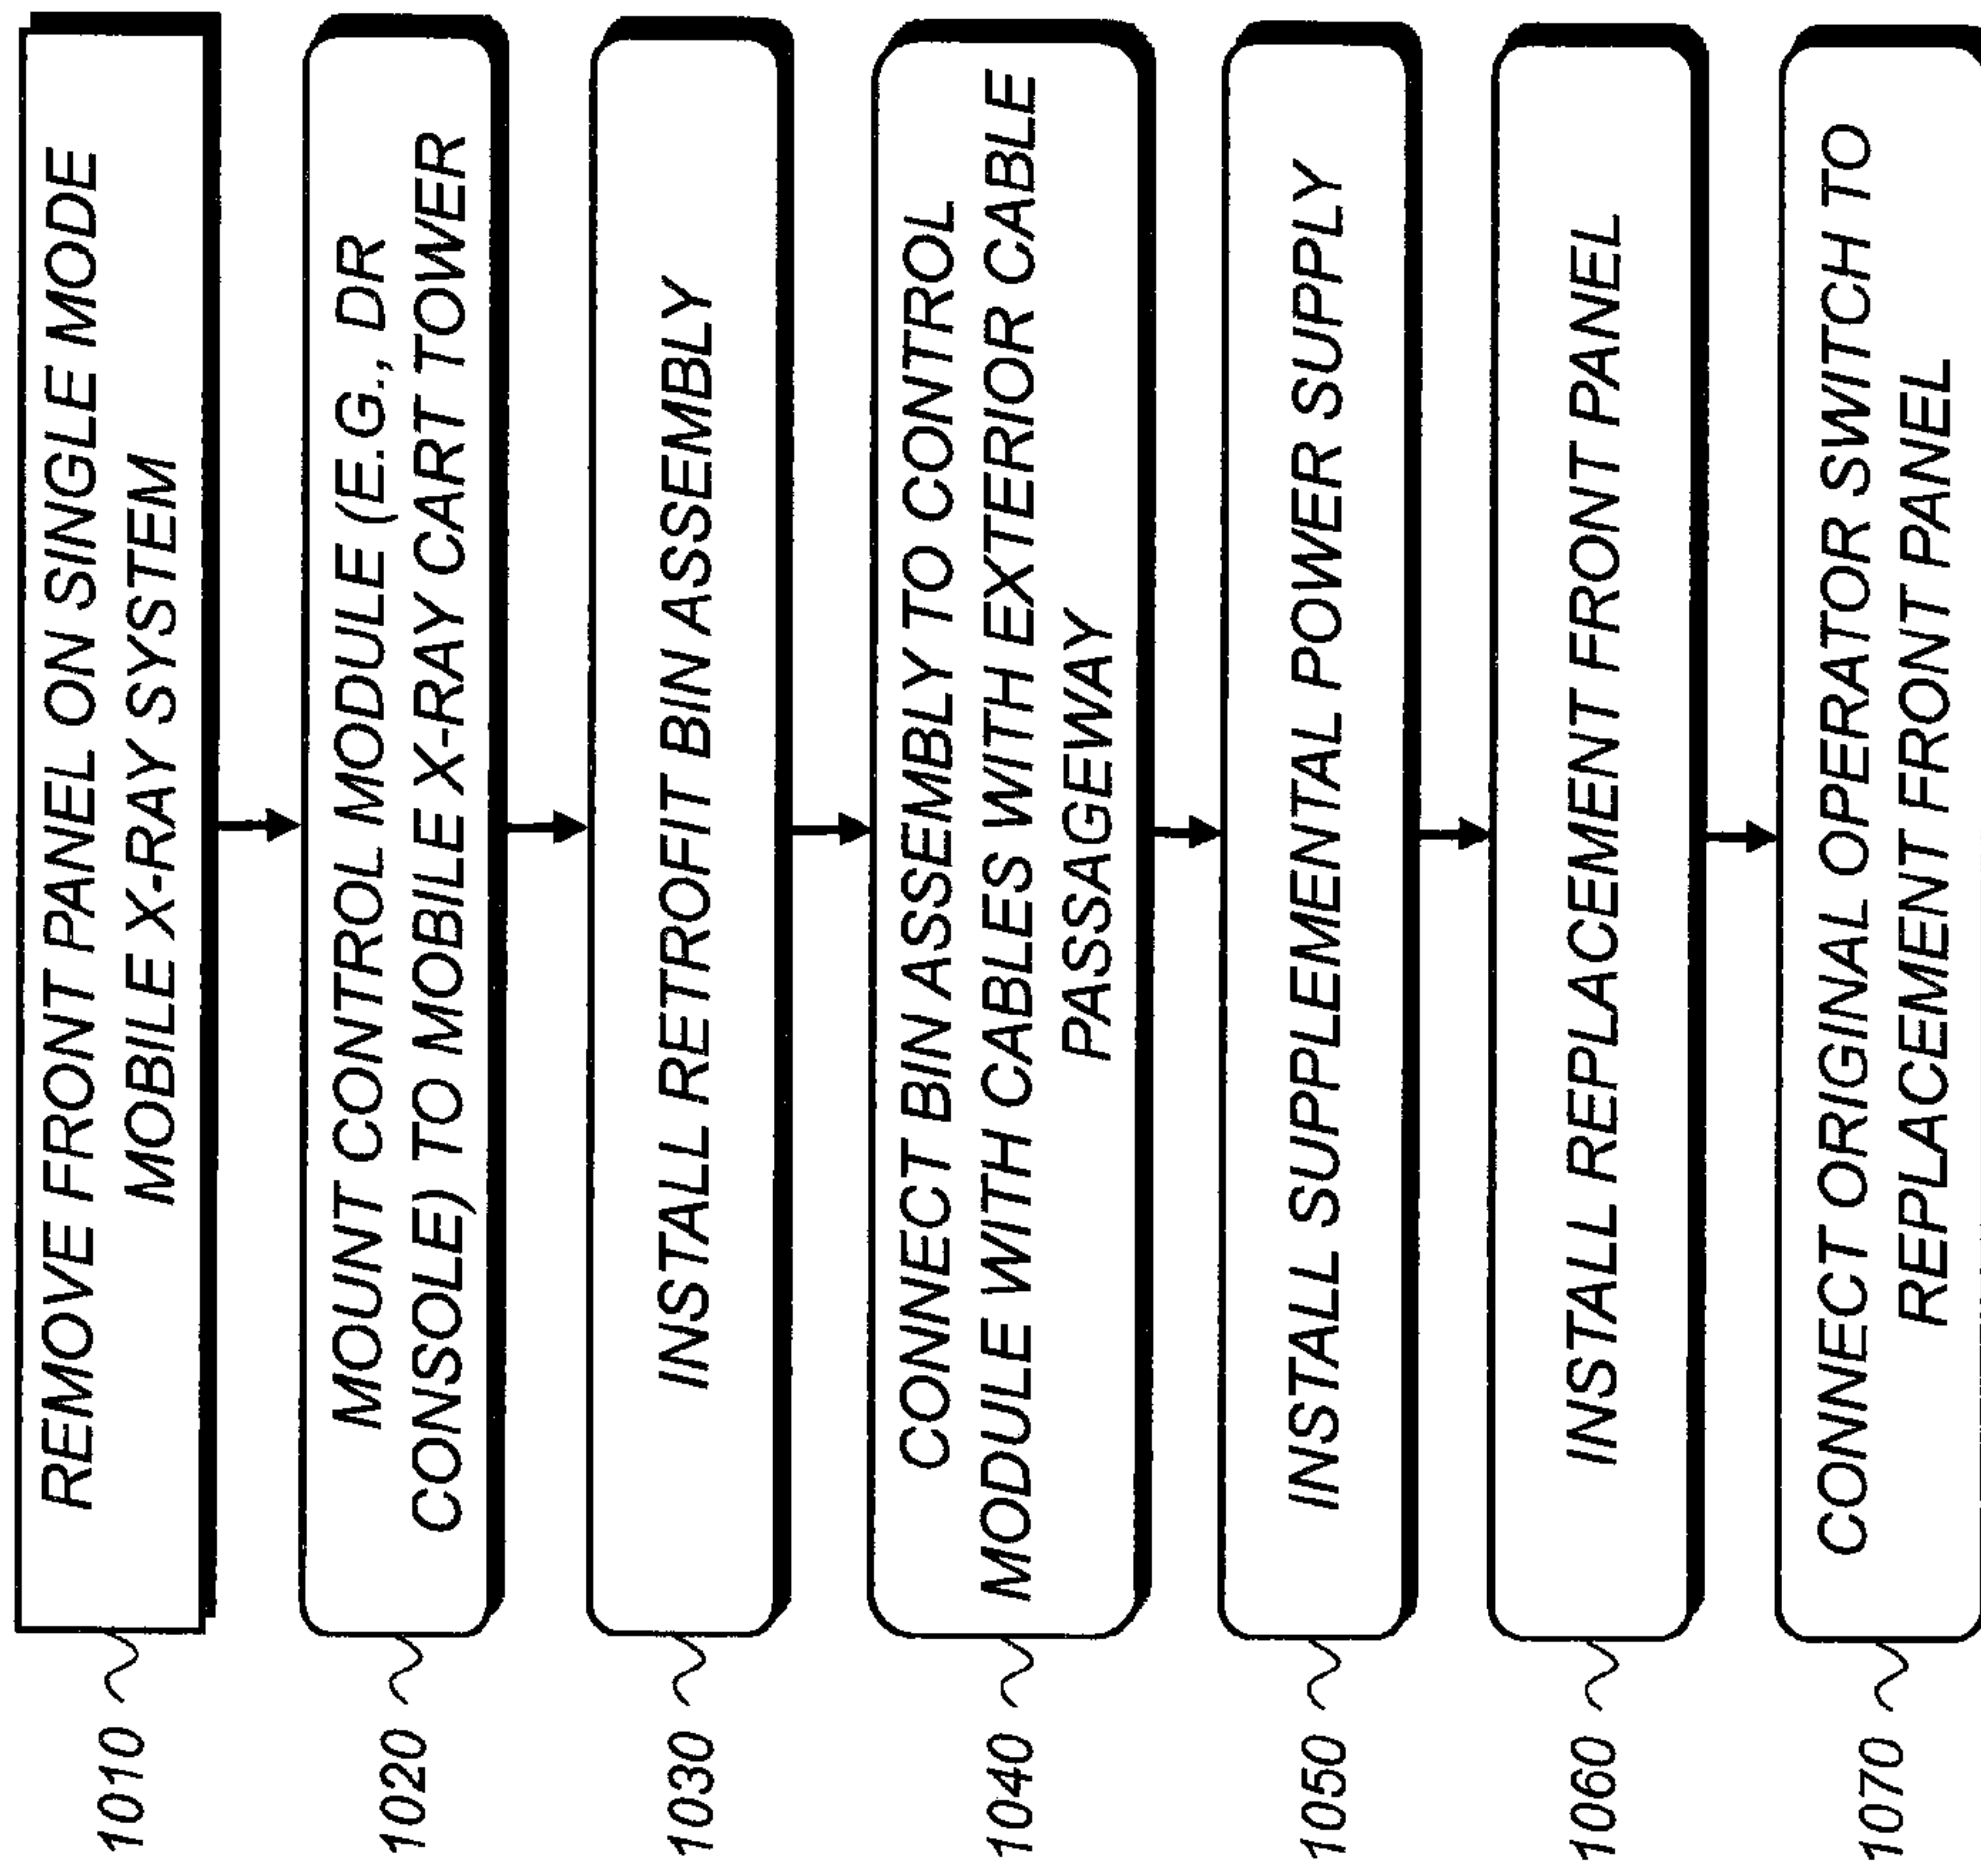 1010
REMOVE FRONT PANEL ON SINGLE MODE
MOBILE X-RAY SYSTEM
1020
MOUNT CONTROL MODULE (E.G., DR
CONSOLE) TO MOBILE X-RAY CART TOWER
1030
INSTALL RETROFIT BIN ASSEMBLY
1040
CONNECT BIN ASSEMBLY TO CONTROL
MODULE WITH CABLES WITH EXTERIOR CABLE
PASSAGEWAY
1050
INSTALL SUPPLEMENTAL POWER SUPPLY
1060
INSTALL REPLACEMENT FRONT PANEL
1070
CONNECT ORIGINAL OPERATOR SWITCH TO
REPLACEMENT FRONT PANEL